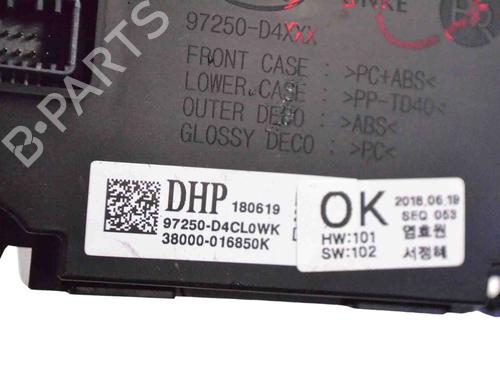 97250-D4XXX
FRONT CASE : >PC+ABS<
LOWER CASE : >PP-TD40<
OUTER DECO : >ABS<
GLOSSY DECO : >PC<
B-PARTS
DHP 180619
97250-D4CL0WK
38000-016850K
OK
2018.06.19
SEQ 053
HW:101 염효원
SW:102 서정혜